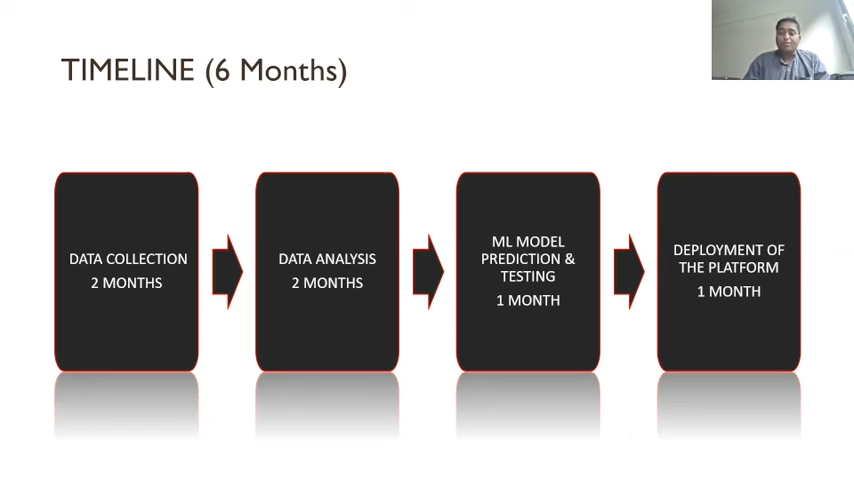 TIMELINE (6 Months)
DATA COLLECTION
2 MONTHS
DATA ANALYSIS
2 MONTHS
ML MODEL
PREDICTION &
TESTING
1 MONTH
DEPLOYMENT OF
THE PLATFORM
1 MONTH